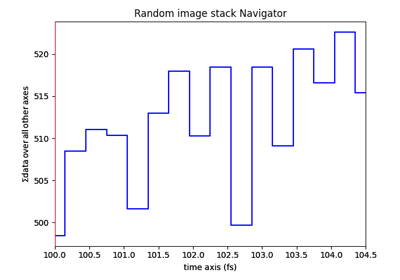 Random image stack Navigator
520
515
510
505
500
Σdata over all other axes
100.0 100.5 101.0 101.5 102.0 102.5 103.0 103.5 104.0 104.5
time axis (fs)